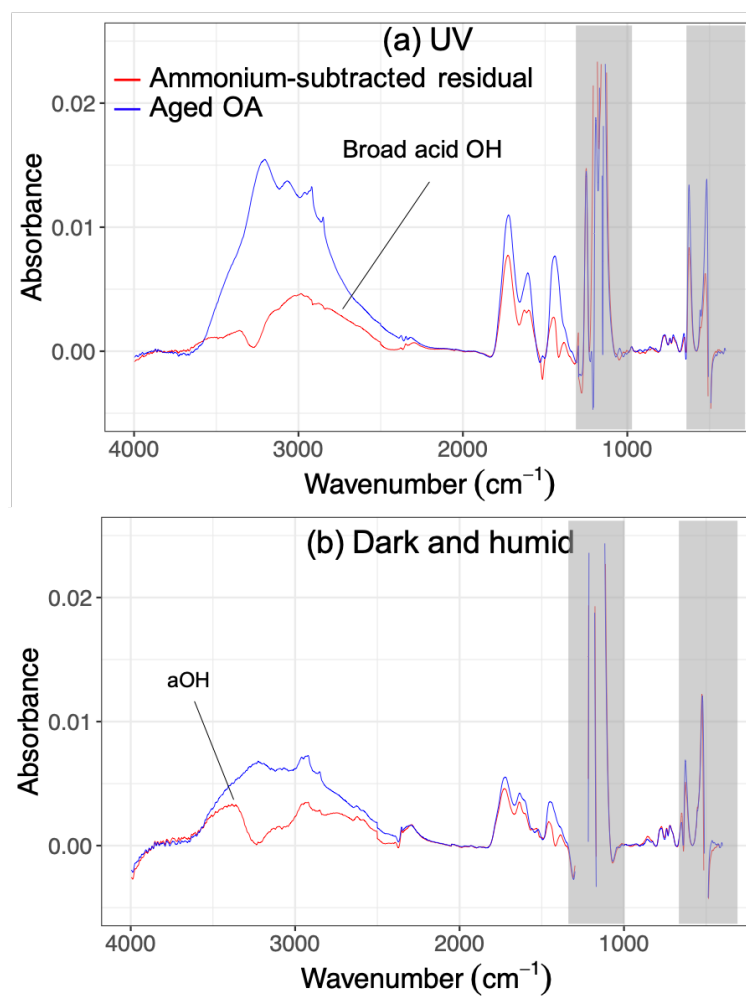 (a) UV
Ammonium-subtracted residual
Aged OA
Broad acid OH
0.02
0.01
0.00
Absorbance
4000 3000 2000 1000
Wavenumber (cm−1)
(b) Dark and humid
aOH
0.02
0.01
0.00
Absorbance
4000 3000 2000 1000
Wavenumber (cm−1)